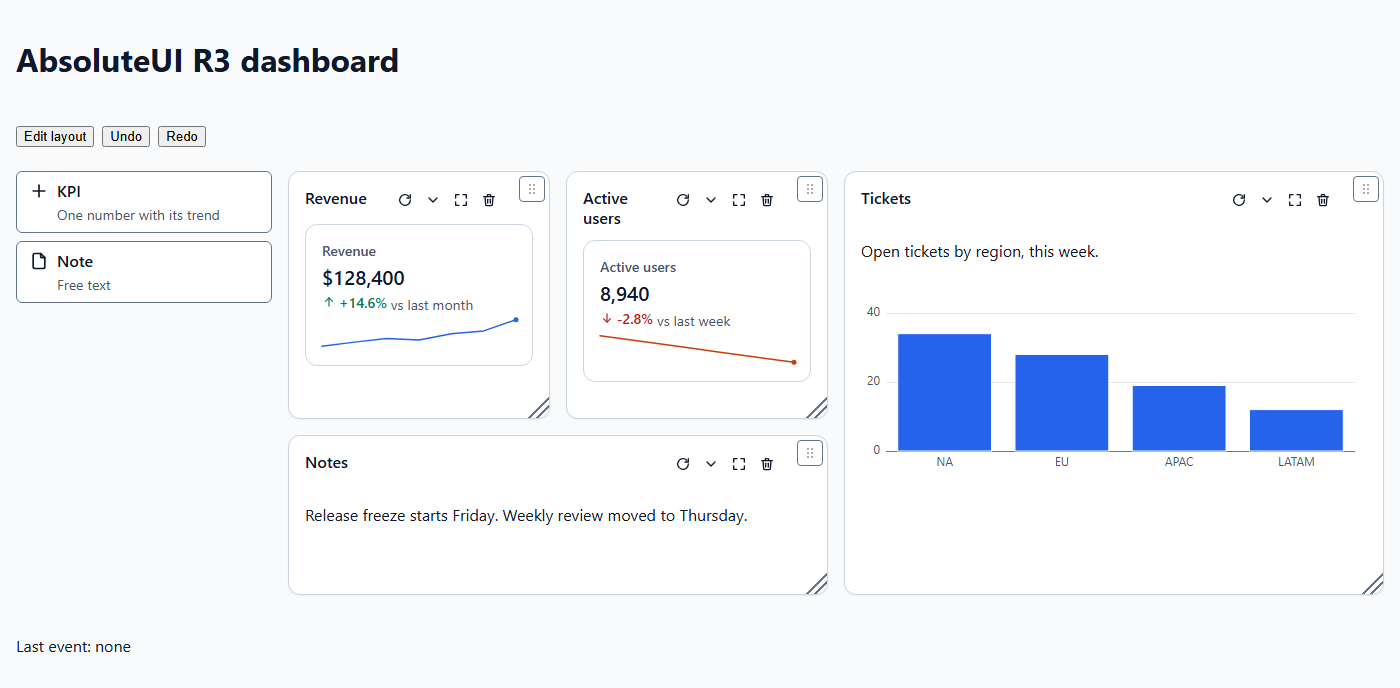 AbsoluteUI R3 dashboard
Edit layout
Undo
Redo
KPI
One number with its trend
Note
Free text
Revenue
Revenue
$128,400
+14.6% vs last month
Active
users
Active users
8,940
-2.8% vs last week
Tickets
Open tickets by region, this week.
40
20
0
NA
EU
APAC
LATAM
Notes
Release freeze starts Friday. Weekly review moved to Thursday.
Last event: none